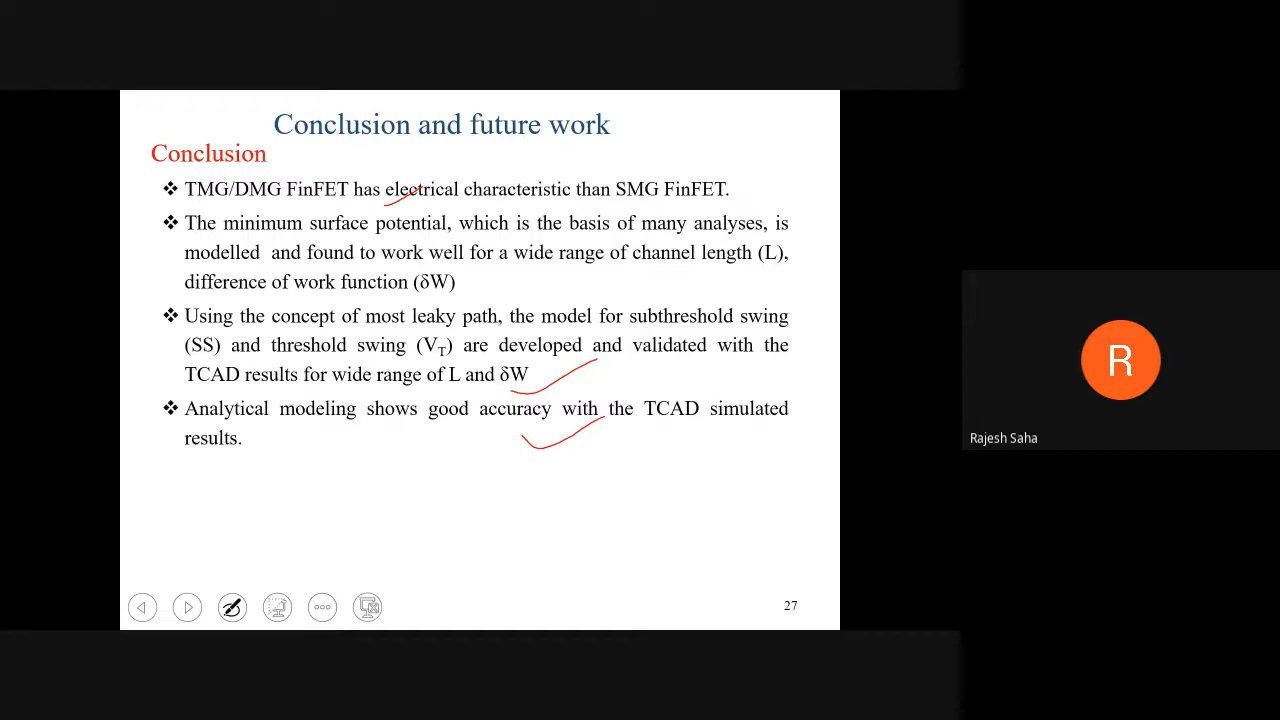 Conclusion and future work
Conclusion
❖ TMG/DMG FinFET has electrical characteristic than SMG FinFET.
❖ The minimum surface potential, which is the basis of many analyses, is
modelled and found to work well for a wide range of channel length (L),
difference of work function (δW)
❖ Using the concept of most leaky path, the model for subthreshold swing
(SS) and threshold swing (VT) are developed and validated with the
TCAD results for wide range of L and δW
❖ Analytical modeling shows good accuracy with the TCAD simulated
results.
27
R
Rajesh Saha